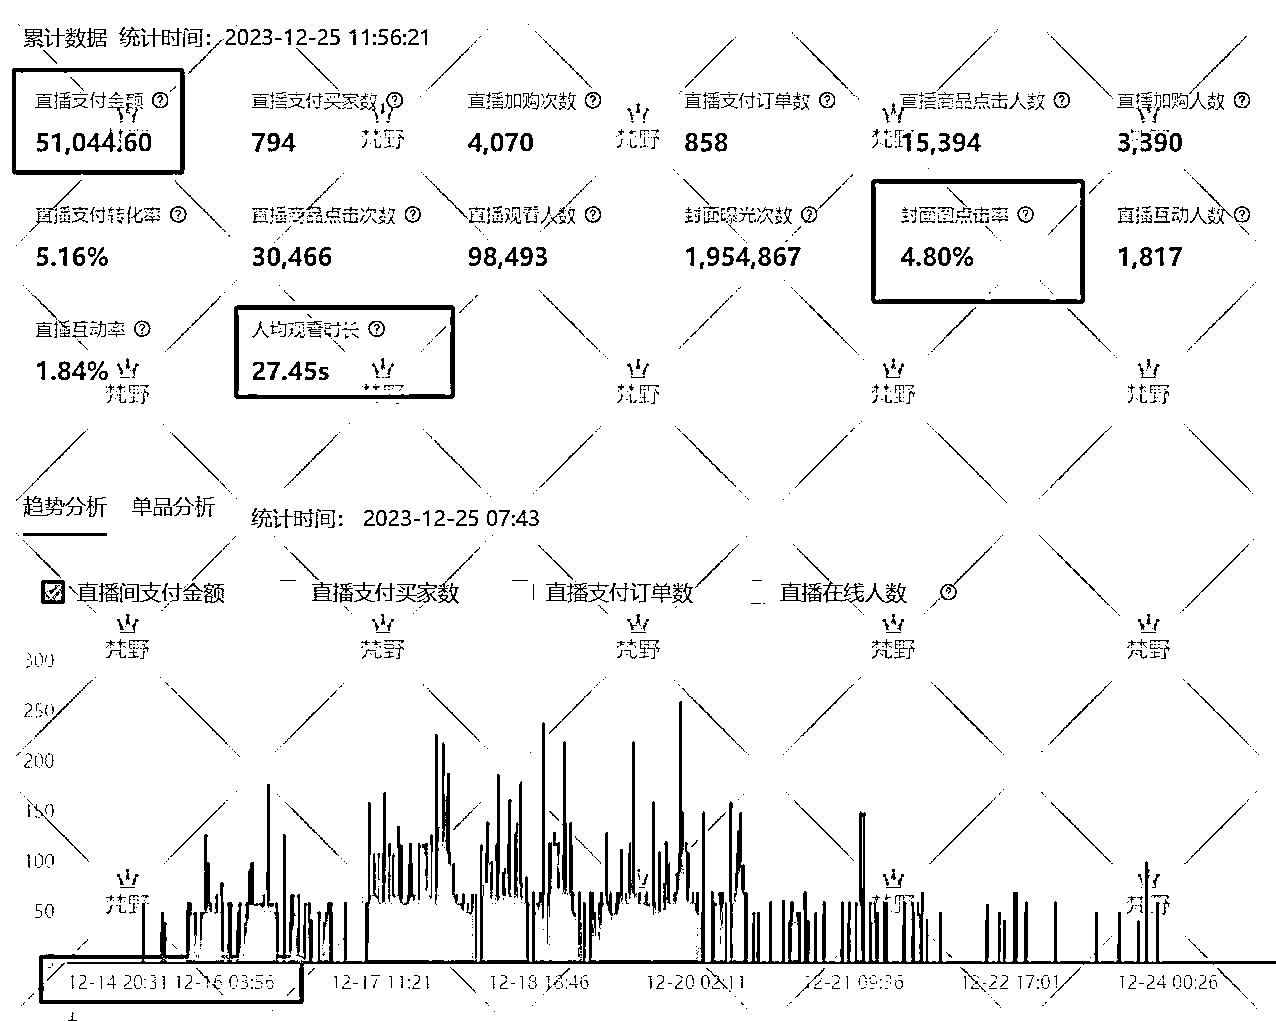 累计数据 统计时间：2023-12-25 11:56:21
直播支付金额 直播支付买家数 直播加购次数 直播支付订单数 直播商品点击人数 直播加购人数
51,044.60 794 4,070 858 15,394 3,390
直播支付转化率 直播商品点击次数 直播观看人数 封面曝光次数 封面图点击率 直播互动人数
5.16% 30,466 98,493 1,954,867 4.80% 1,817
直播互动率 人均观看时长
1.84% 27.45s
趋势分析 单品分析 统计时间： 2023-12-25 07:43
直播间支付金额 直播支付买家数 直播支付订单数 直播在线人数
300
250
200
150
100
50
12-14 20:31 12-16 03:56 12-17 11:21 12-18 18:46 12-20 02:11 12-21 09:36 12-22 17:01 12-24 00:26
梵野